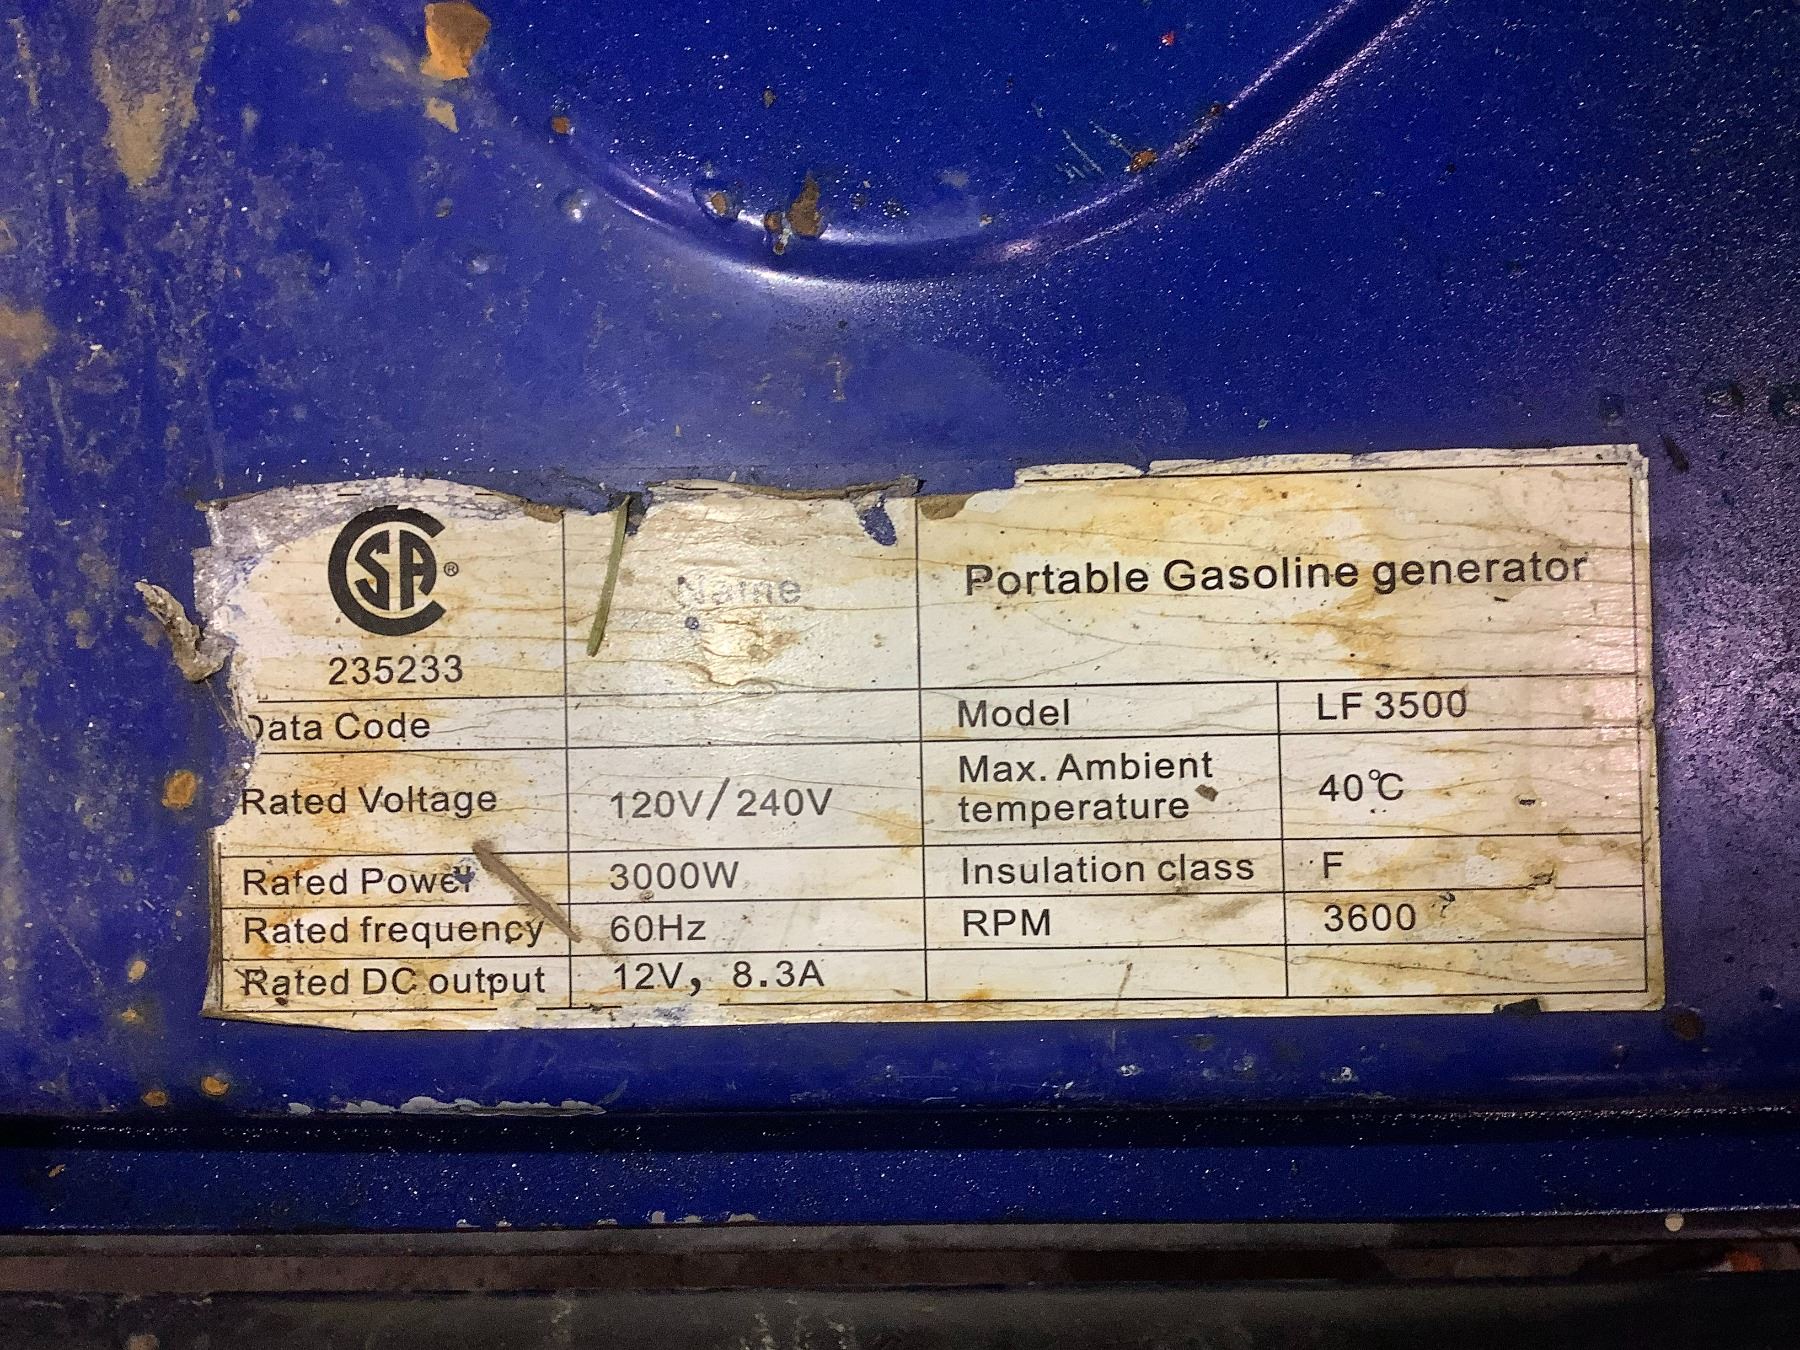 CSA®
235233
Name
Portable Gasoline generator
Data Code
Model
LF 3500
Rated Voltage
120V/240V
Max. Ambient
temperature
40℃
Rated Power
3000W
Insulation class
F
Rated frequency
60Hz
RPM
3600
Rated DC output
12V, 8.3A